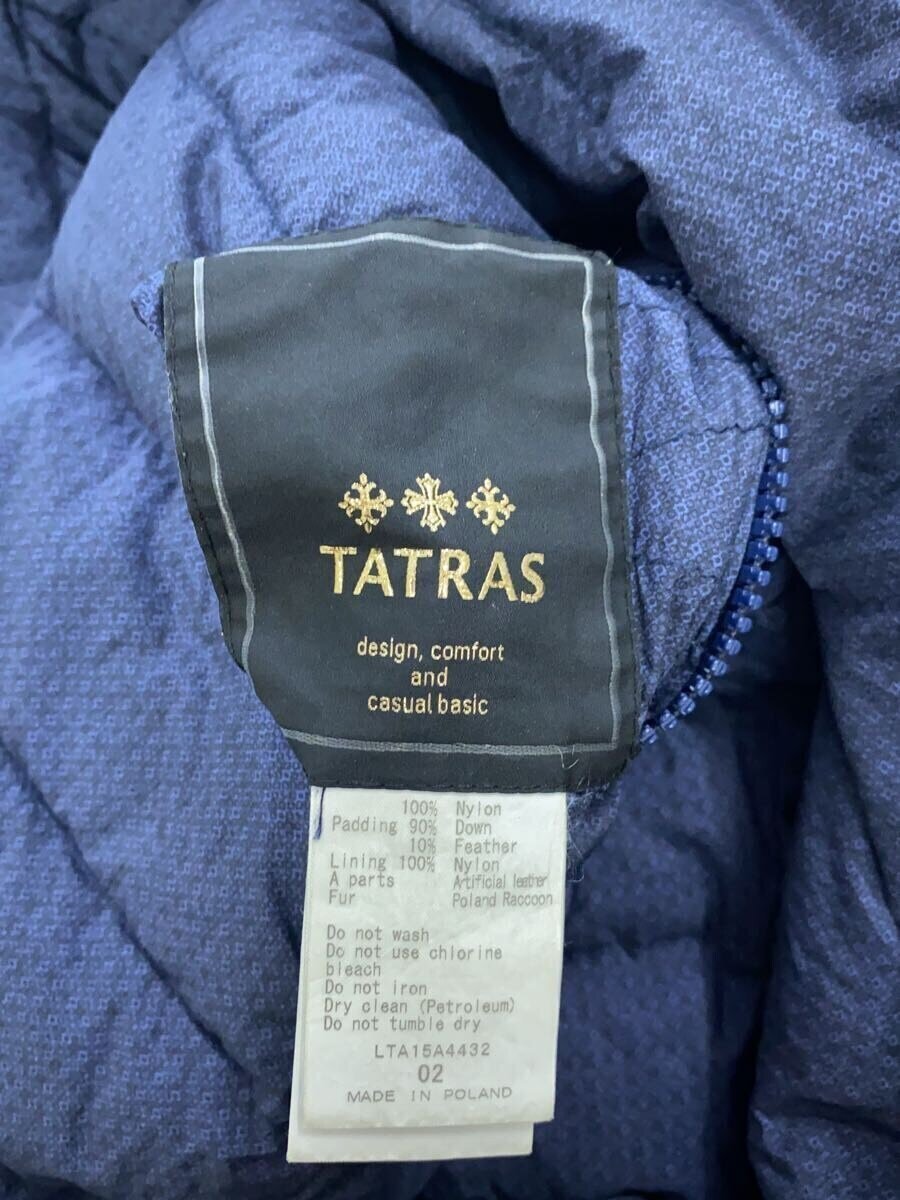 TATRAS
design, comfort
and
casual basic
100% Nylon
Padding 90% Down
10% Feather
Lining 100% Nylon
A parts Artificial leather
Fur Poland Raccoon
Do not wash
Do not use chlorine
bleach
Do not iron
Dry clean (Petroleum)
Do not tumble dry
LTA15A4432
02
MADE IN POLAND